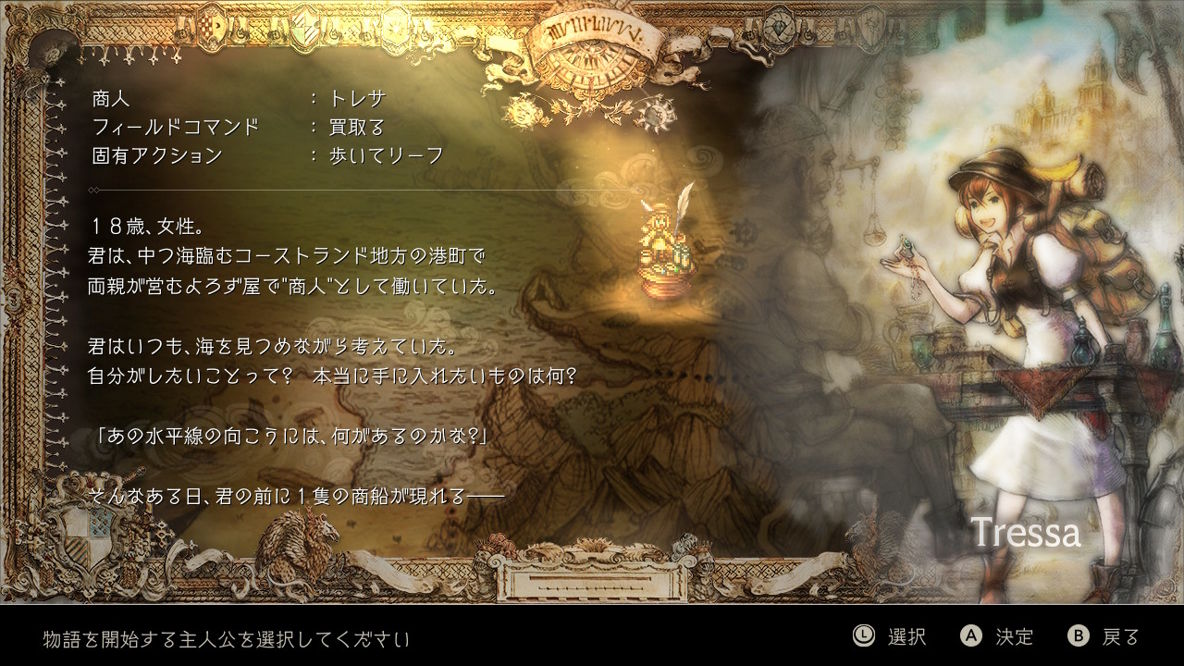 商人 : トレサ
フィールドコマンド : 買取る
固有アクション : 歩いてリーフ
18歳、女性。
君は、中つ海臨むコーストランド地方の港町で
両親が営むよろず屋で"商人"として働いていた。
君はいつも、海を見つめながら考えていた。
自分がしたいことって? 本当に手に入れたいものは何?
「あの水平線の向こうには、何があるのかな?」
そんなある日、君の前に1隻の商船が現れる――
Tressa
物語を開始する主人公を選択してください
L 選択 A 決定 B 戻る